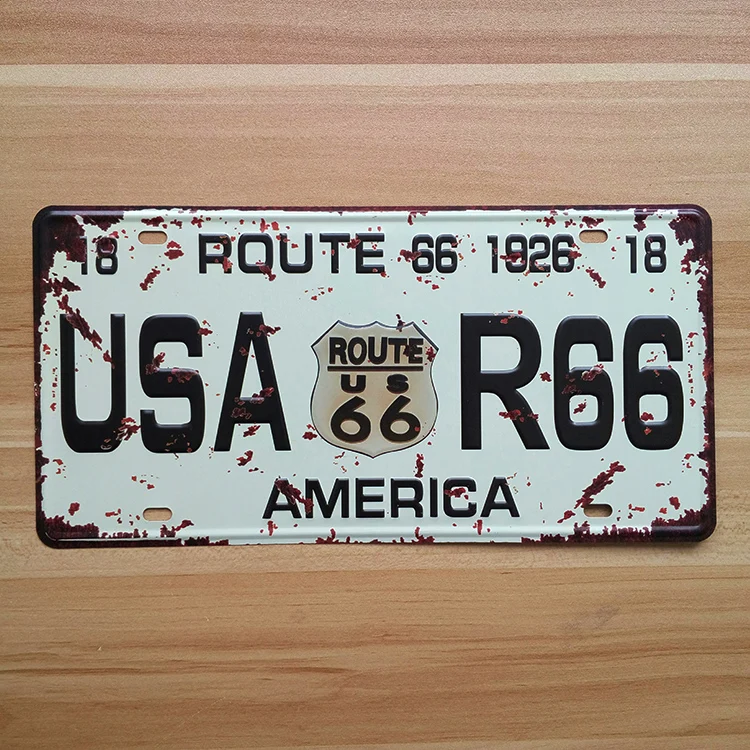 18 ROUTE 66 1926 18
USA
ROUTE
US
66
R66
AMERICA